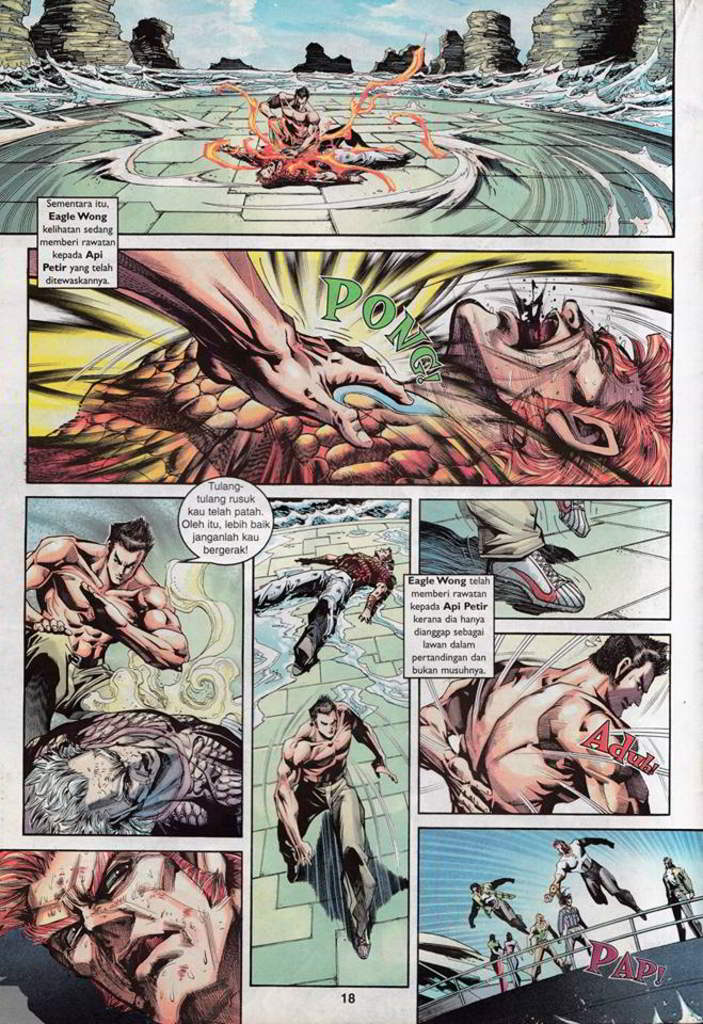 Sementara itu,
Eagle Wong
kelihatan sedang
memberi rawatan
kepada Api
Petir yang telah
ditewaskannya.
PONG!
Tulang-
tulang rusuk
telah patah.
Oleh itu, lebih baik
janganlah kau
bergerak!
Eagle Wong telah
memberi rawatan
kepada Api Petir
kerana dia hanya
dianggap sebagai
lawan dalam
pertandingan dan
bukan musuhnya.
Aduh!
PAP!
18